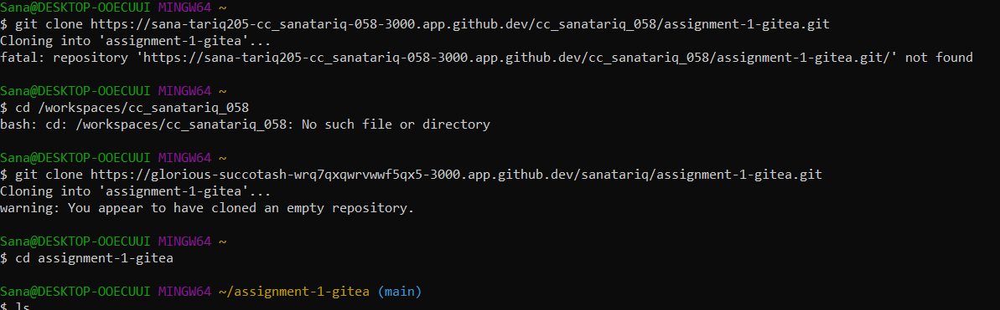 Sana@DESKTOP-OOECUUI MINGW64 ~
$ git clone https://sana-tariq205-cc_sanatariq-058-3000.app.github.dev/cc_sanatariq_058/assignment-1-gitea.git
Cloning into 'assignment-1-gitea'...
fatal: repository 'https://sana-tariq205-cc_sanatariq-058-3000.app.github.dev/cc_sanatariq_058/assignment-1-gitea.git/' not found
Sana@DESKTOP-OOECUUI MINGW64 ~
$ cd /workspaces/cc_sanatariq_058
bash: cd: /workspaces/cc_sanatariq_058: No such file or directory
Sana@DESKTOP-OOECUUI MINGW64 ~
$ git clone https://glorious-succotash-wrq7qxqwrvwwf5qx5-3000.app.github.dev/sanatariq/assignment-1-gitea.git
Cloning into 'assignment-1-gitea'...
warning: You appear to have cloned an empty repository.
Sana@DESKTOP-OOECUUI MINGW64 ~
$ cd assignment-1-gitea
Sana@DESKTOP-OOECUUI MINGW64 ~/assignment-1-gitea (main)
$ ls